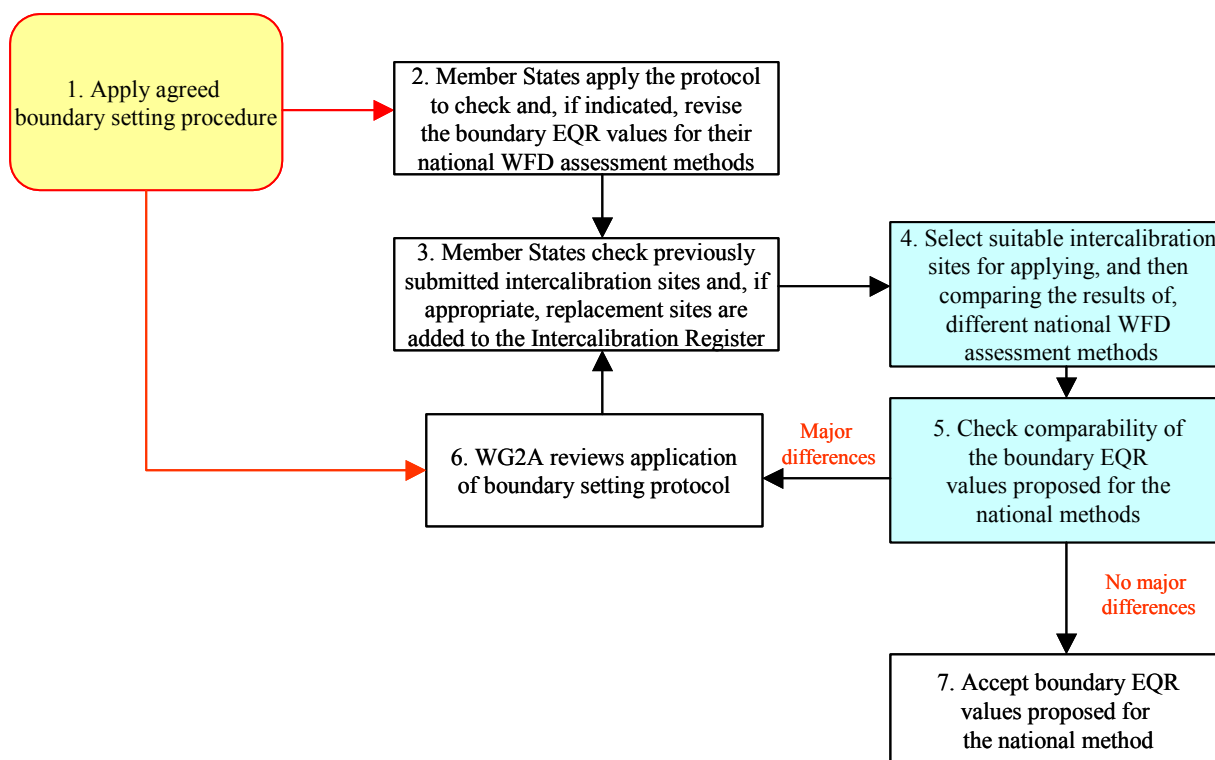 1. Apply agreed
boundary setting procedure
2. Member States apply the protocol
to check and, if indicated, revise
the boundary EQR values for their
national WFD assessment methods
3. Member States check previously
submitted intercalibration sites and, if
appropriate, replacement sites are
added to the Intercalibration Register
4. Select suitable intercalibration
sites for applying, and then
comparing the results of,
different national WFD
assessment methods
5. Check comparability of
the boundary EQR
values proposed for the
national methods
Major
differences
6. WG2A reviews application
of boundary setting protocol
No major
differences
7. Accept boundary EQR
values proposed for
the national method